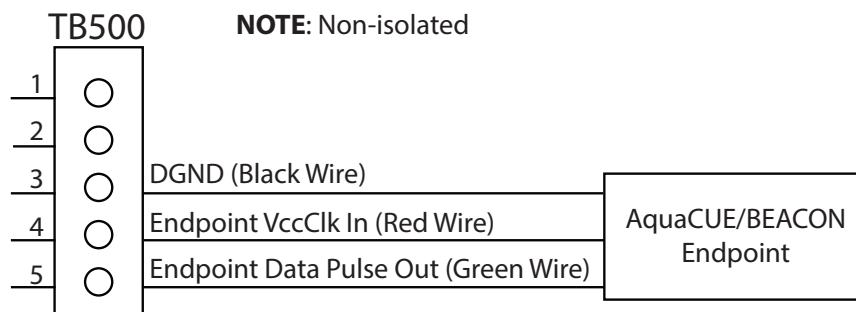 TB500
NOTE: Non-isolated
1
2
3
DGND (Black Wire)
4
Endpoint VccClk In (Red Wire)
5
Endpoint Data Pulse Out (Green Wire)
AquaCUE/BEACON
Endpoint